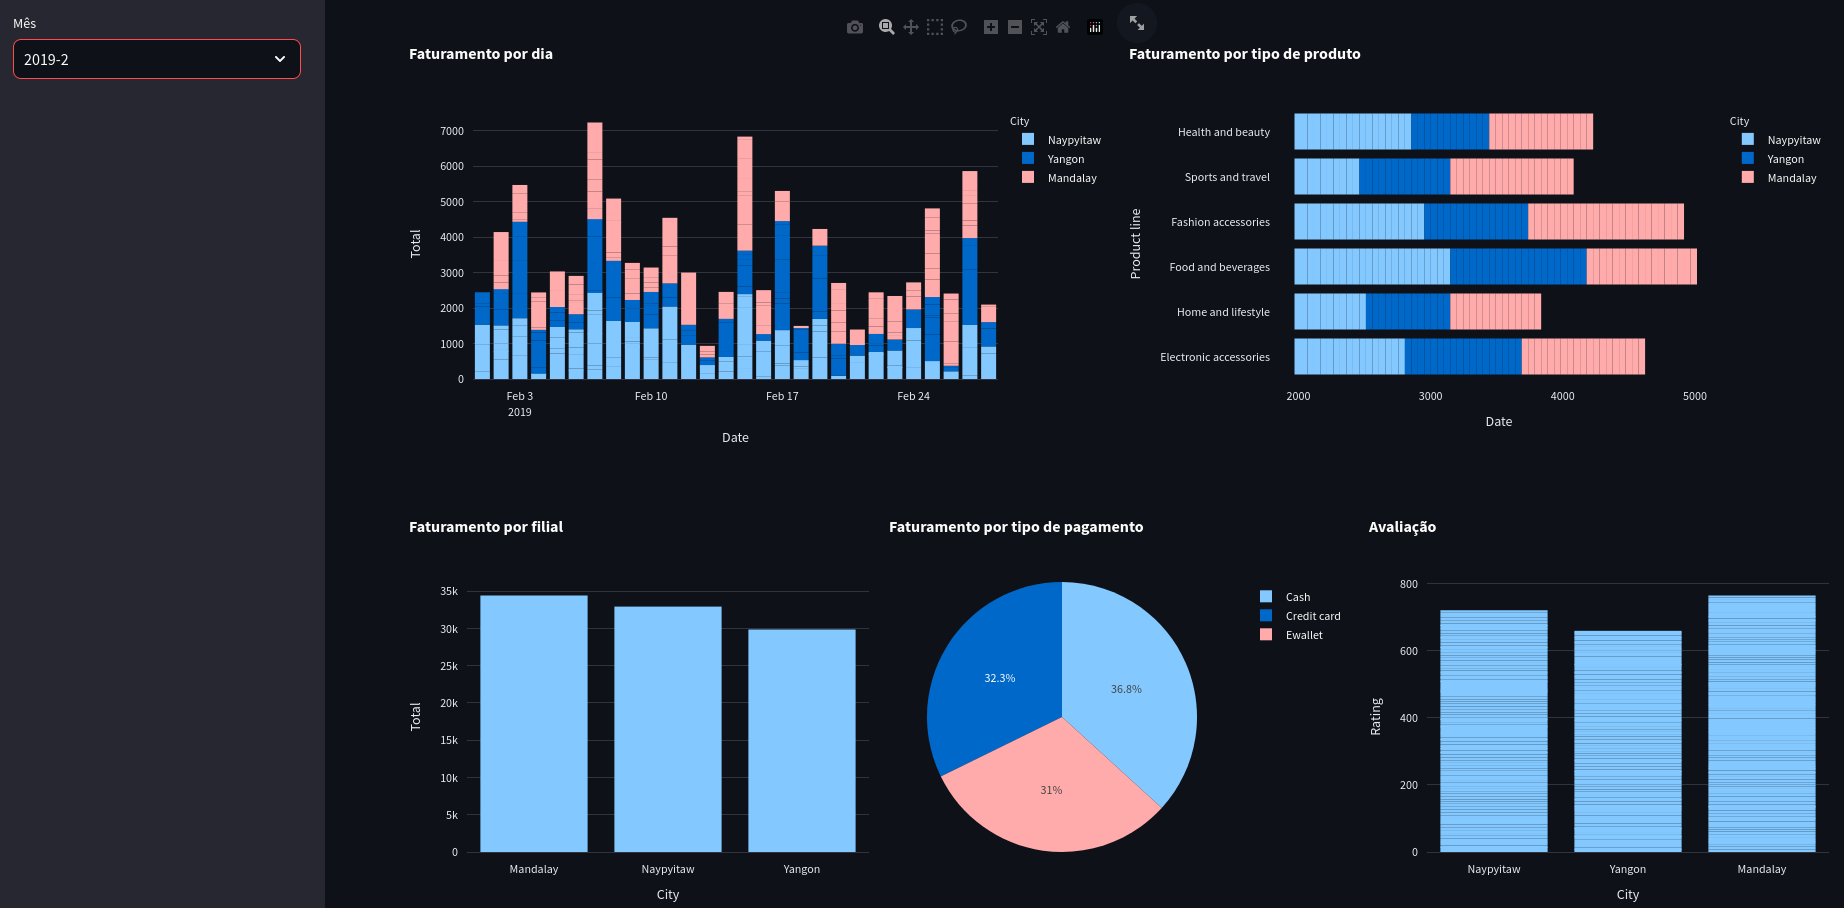 Mês
2019-2
Faturamento por dia
Total
7000
6000
5000
4000
3000
2000
1000
0
Feb 3
2019
Feb 10
Feb 17
Feb 24
Date
City
Naypyitaw
Yangon
Mandalay
Faturamento por tipo de produto
Product line
Health and beauty
Sports and travel
Fashion accessories
Food and beverages
Home and lifestyle
Electronic accessories
2000
3000
4000
5000
Date
City
Naypyitaw
Yangon
Mandalay
Faturamento por filial
Total
35k
30k
25k
20k
15k
10k
5k
0
Mandalay
Naypyitaw
Yangon
City
Faturamento por tipo de pagamento
32.3%
36.8%
31%
Cash
Credit card
Ewallet
Avaliação
Rating
800
600
400
200
0
Naypyitaw
Yangon
Mandalay
City